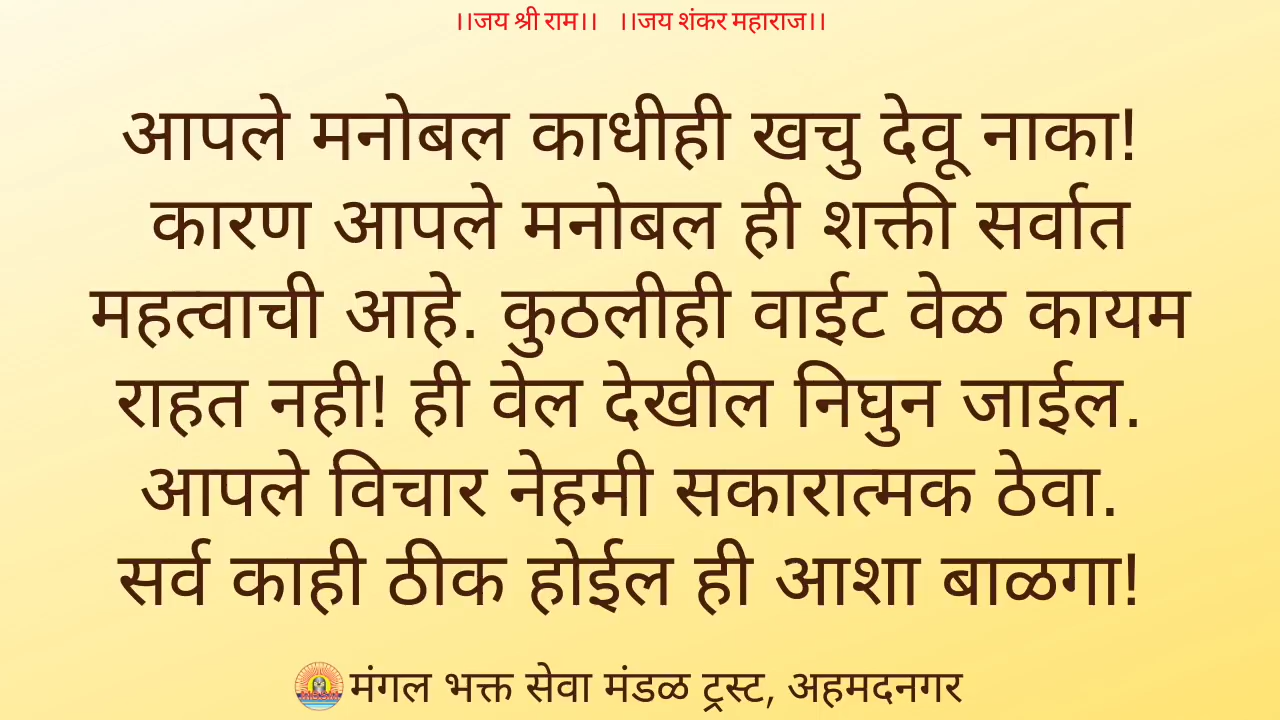 ।।जय श्री राम।। ।।जय शंकर महाराज।।
आपले मनोबल काधीही खचु देवू नाका!
कारण आपले मनोबल ही शक्ती सर्वात
महत्वाची आहे. कुठलीही वाईट वेळ कायम
राहत नही! ही वेल देखील निघुन जाईल.
आपले विचार नेहमी सकारात्मक ठेवा.
सर्व काही ठीक होईल ही आशा बाळगा!
मंगल भक्त सेवा मंडळ ट्रस्ट, अहमदनगर